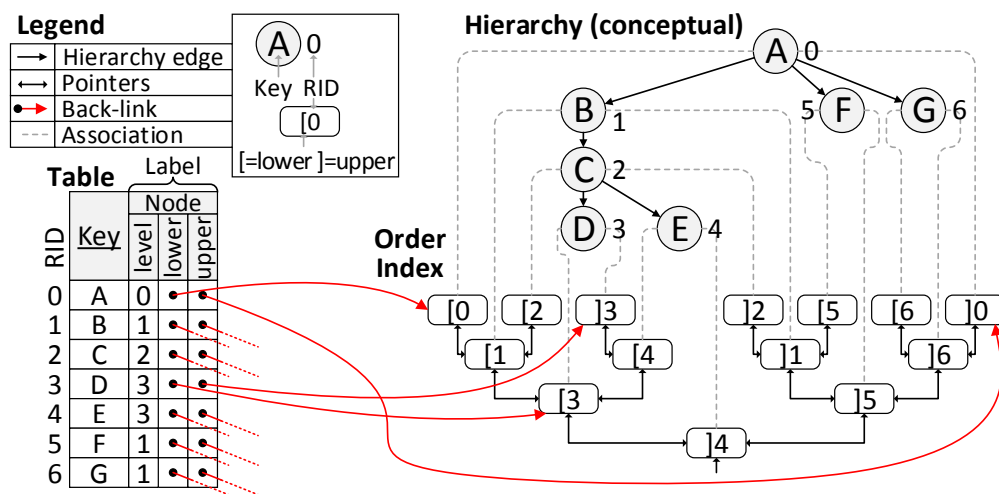 Legend
Hierarchy edge
Pointers
Back-link
Association
A 0
Key RID
[0
[=lower ]=upper
Hierarchy (conceptual)
A 0
B 1
5 F
G 6
C 2
D 3
E 4
Table
Label
Node
RID Key level lower upper
0 A 0
1 B 1
2 C 2
3 D 3
4 E 3
5 F 1
6 G 1
Order
Index
[0 [2 ]3 ]2 [5 [6 ]0
[1 [4 ]1 ]6
[3 ]5
]4